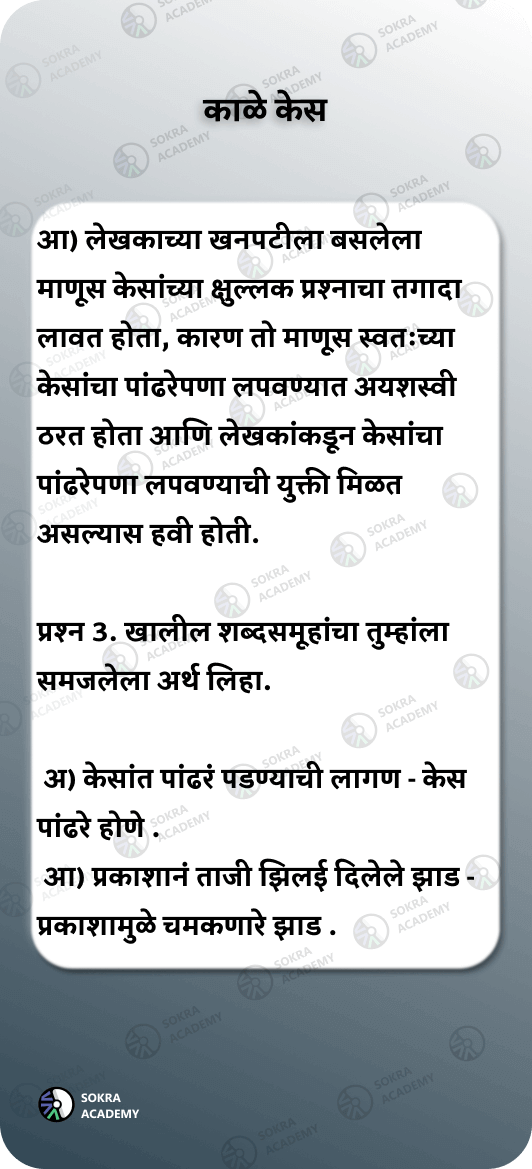 काळे केस
आ) लेखकाच्या खनपटीला बसलेला
माणूस केसांच्या क्षुल्लक प्रश्नाचा तगादा
लावत होता, कारण तो माणूस स्वतःच्या
केसांचा पांढरेपणा लपवण्यात अयशस्वी
ठरत होता आणि लेखकांकडून केसांचा
पांढरेपणा लपवण्याची युक्ती मिळत
असल्यास हवी होती.
प्रश्न 3. खालील शब्दसमूहांचा तुम्हांला
समजलेला अर्थ लिहा.
अ) केसांत पांढरं पडण्याची लागण - केस
पांढरे होणे .
आ) प्रकाशानं ताजी झिलई दिलेले झाड -
प्रकाशामुळे चमकणारे झाड .
SOKRA
ACADEMY